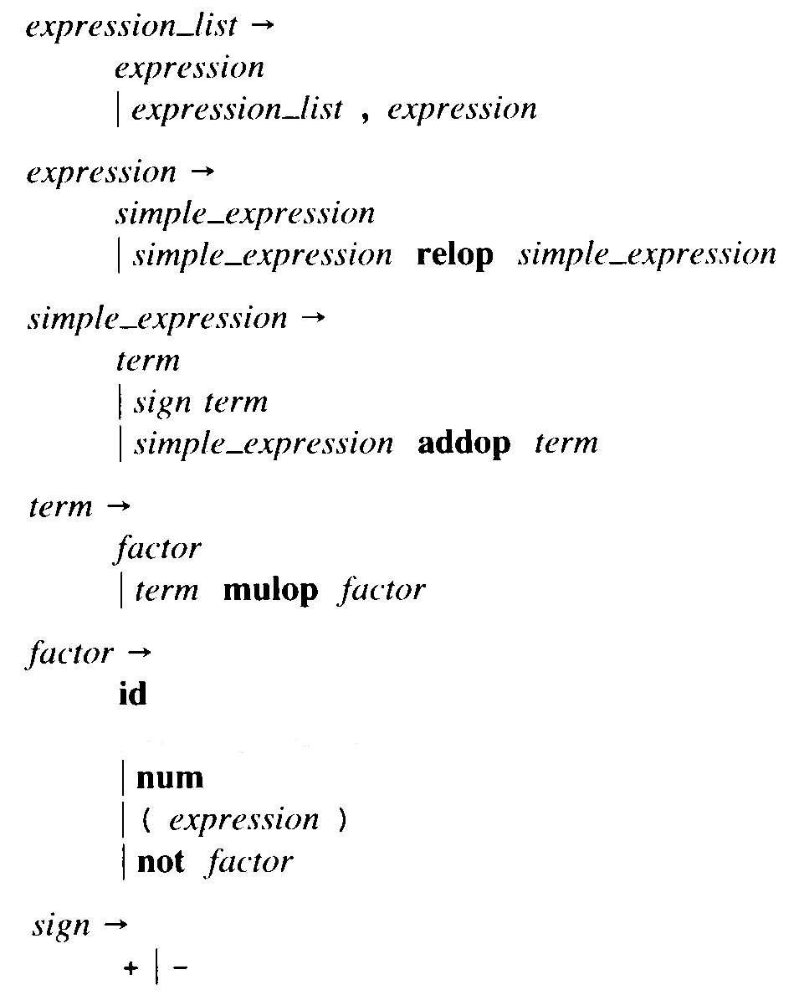 expression_list →
expression
| expression_list , expression
expression →
simple_expression
| simple_expression relop simple_expression
simple_expression →
term
| sign term
| simple_expression addop term
term →
factor
| term mulop factor
factor →
id
| num
| ( expression )
| not factor
sign →
+ | -